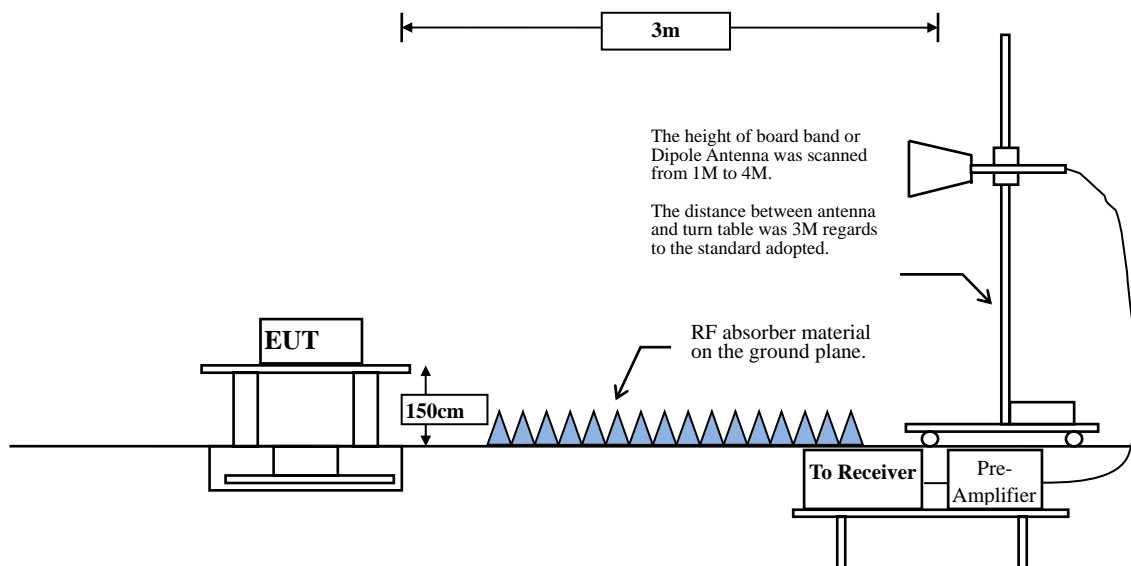 3m
The height of board band or
Dipole Antenna was scanned
from 1M to 4M.
The distance between antenna
and turn table was 3M regards
to the standard adopted.
EUT
RF absorber material
on the ground plane.
150cm
To Receiver
Pre-
Amplifier